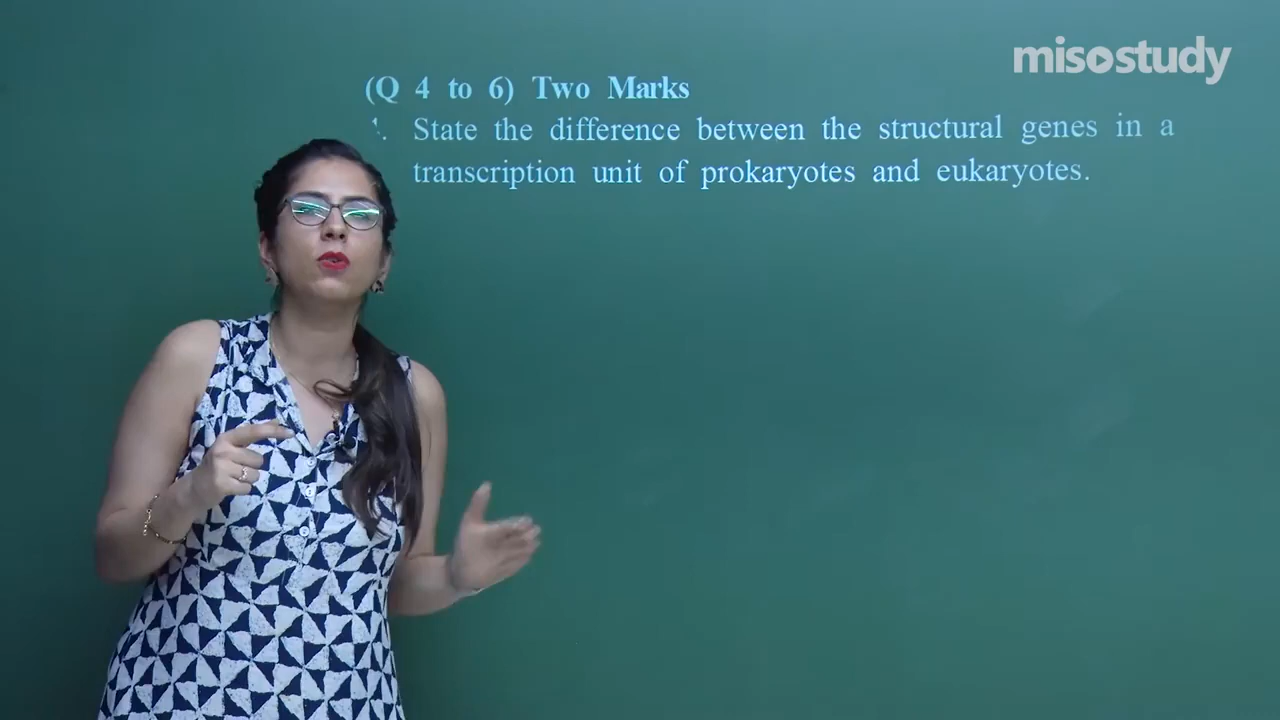 misostudy
(Q 4 to 6) Two Marks
State the difference between the structural genes in a
transcription unit of prokaryotes and eukaryotes.